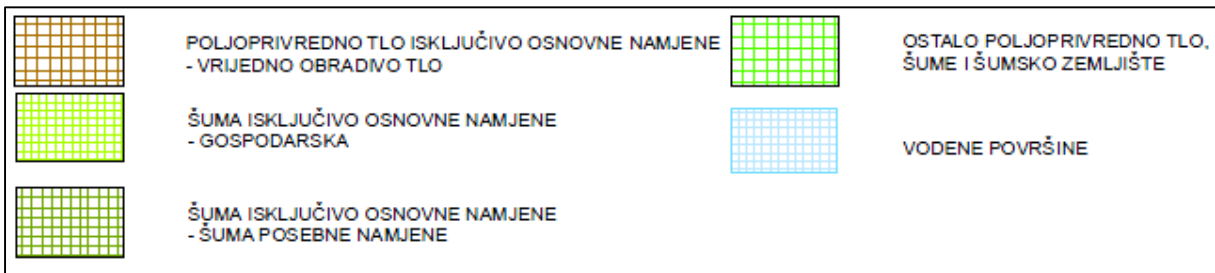 POLJOPRIVREDNO TLO ISKLJUČIVO OSNOVNE NAMJENE
- VRIJEDNO OBRADIVO TLO
ŠUMA ISKLJUČIVO OSNOVNE NAMJENE
- GOSPODARSKA
ŠUMA ISKLJUČIVO OSNOVNE NAMJENE
- ŠUMA POSEBNE NAMJENE
OSTALO POLJOPRIVREDNO TLO,
ŠUME I ŠUMSKO ZEMLJIŠTE
VODENE POVRŠINE